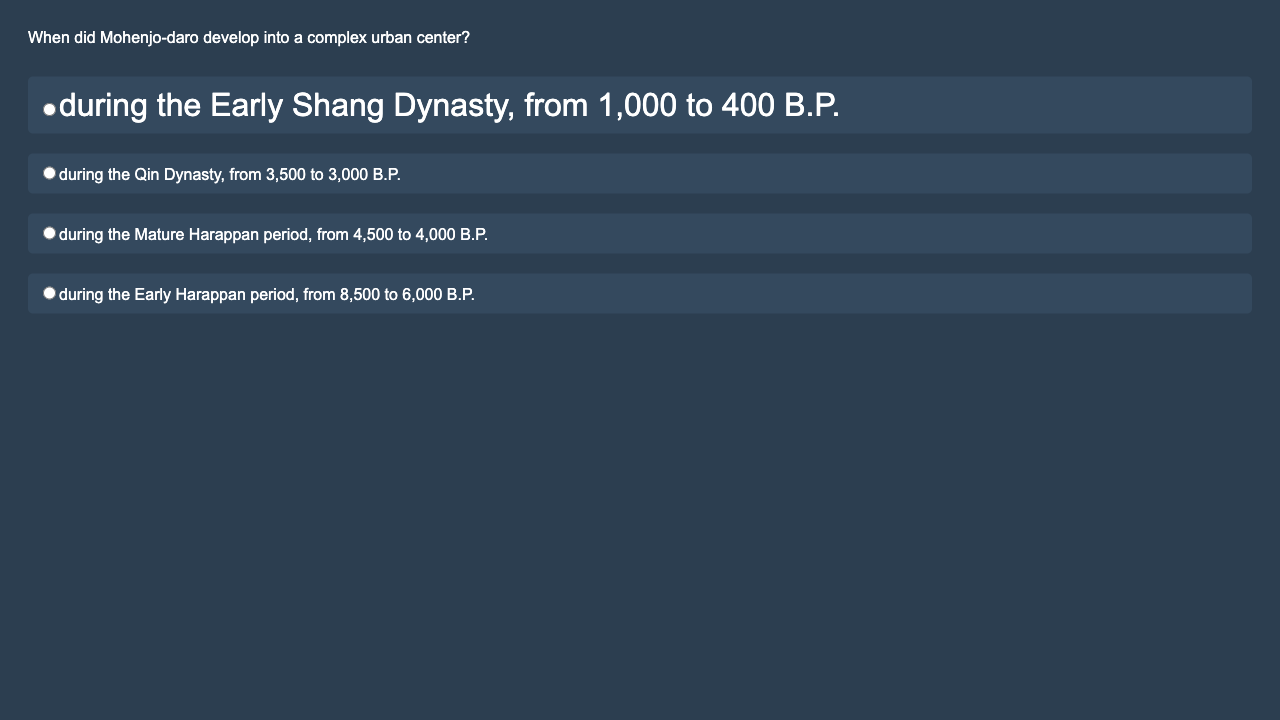 When did Mohenjo-daro develop into a complex urban center?
during the Early Shang Dynasty, from 1,000 to 400 B.P.
during the Qin Dynasty, from 3,500 to 3,000 B.P.
during the Mature Harappan period, from 4,500 to 4,000 B.P.
during the Early Harappan period, from 8,500 to 6,000 B.P.